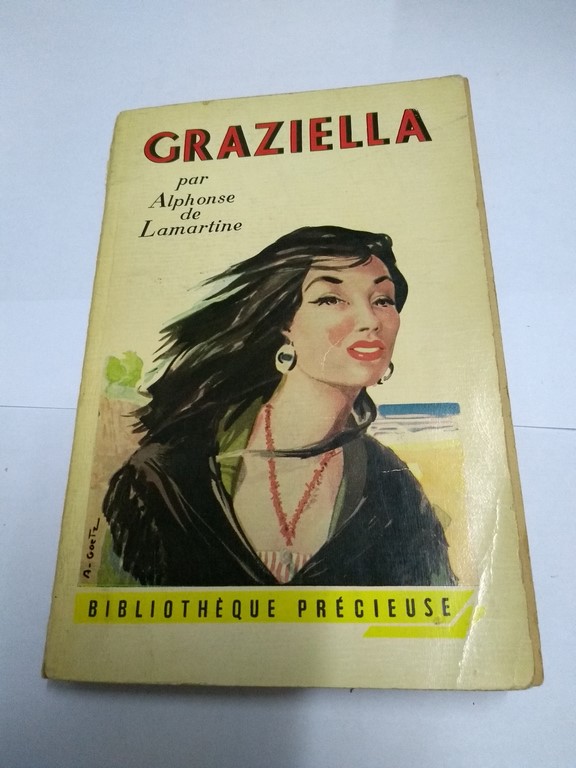 GRAZIELLA
par
Alphonse
de
Lamartine
A-GOETZ
BIBLIOTHÈQUE PRÉCIEUSE